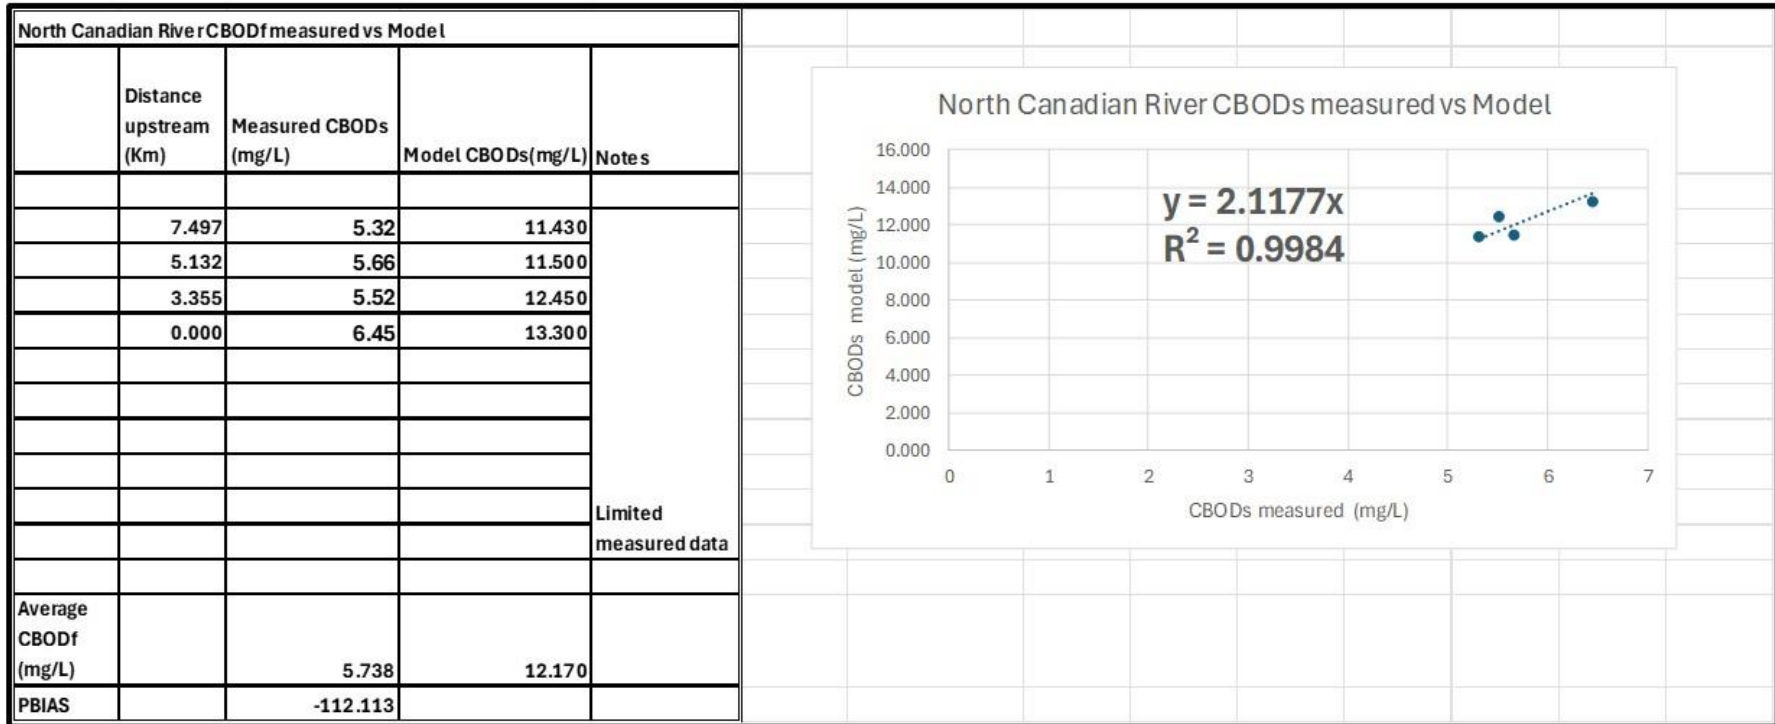 North Canadian River CBODf measured vs Model
Distance
upstream
(Km)
Measured CBODs
(mg/L)
Model CBODs(mg/L)
Notes
7.497 5.32 11.430
5.132 5.66 11.500
3.355 5.52 12.450
0.000 6.45 13.300
Limited
measured data
Average
CBODf
(mg/L) 5.738 12.170
PBIAS -112.113
North Canadian River CBODs measured vs Model
16.000
14.000
12.000
10.000
8.000
6.000
4.000
2.000
0.000
CBODs model (mg/L)
y = 2.1177x
R² = 0.9984
0 1 2 3 4 5 6 7
CBODs measured (mg/L)